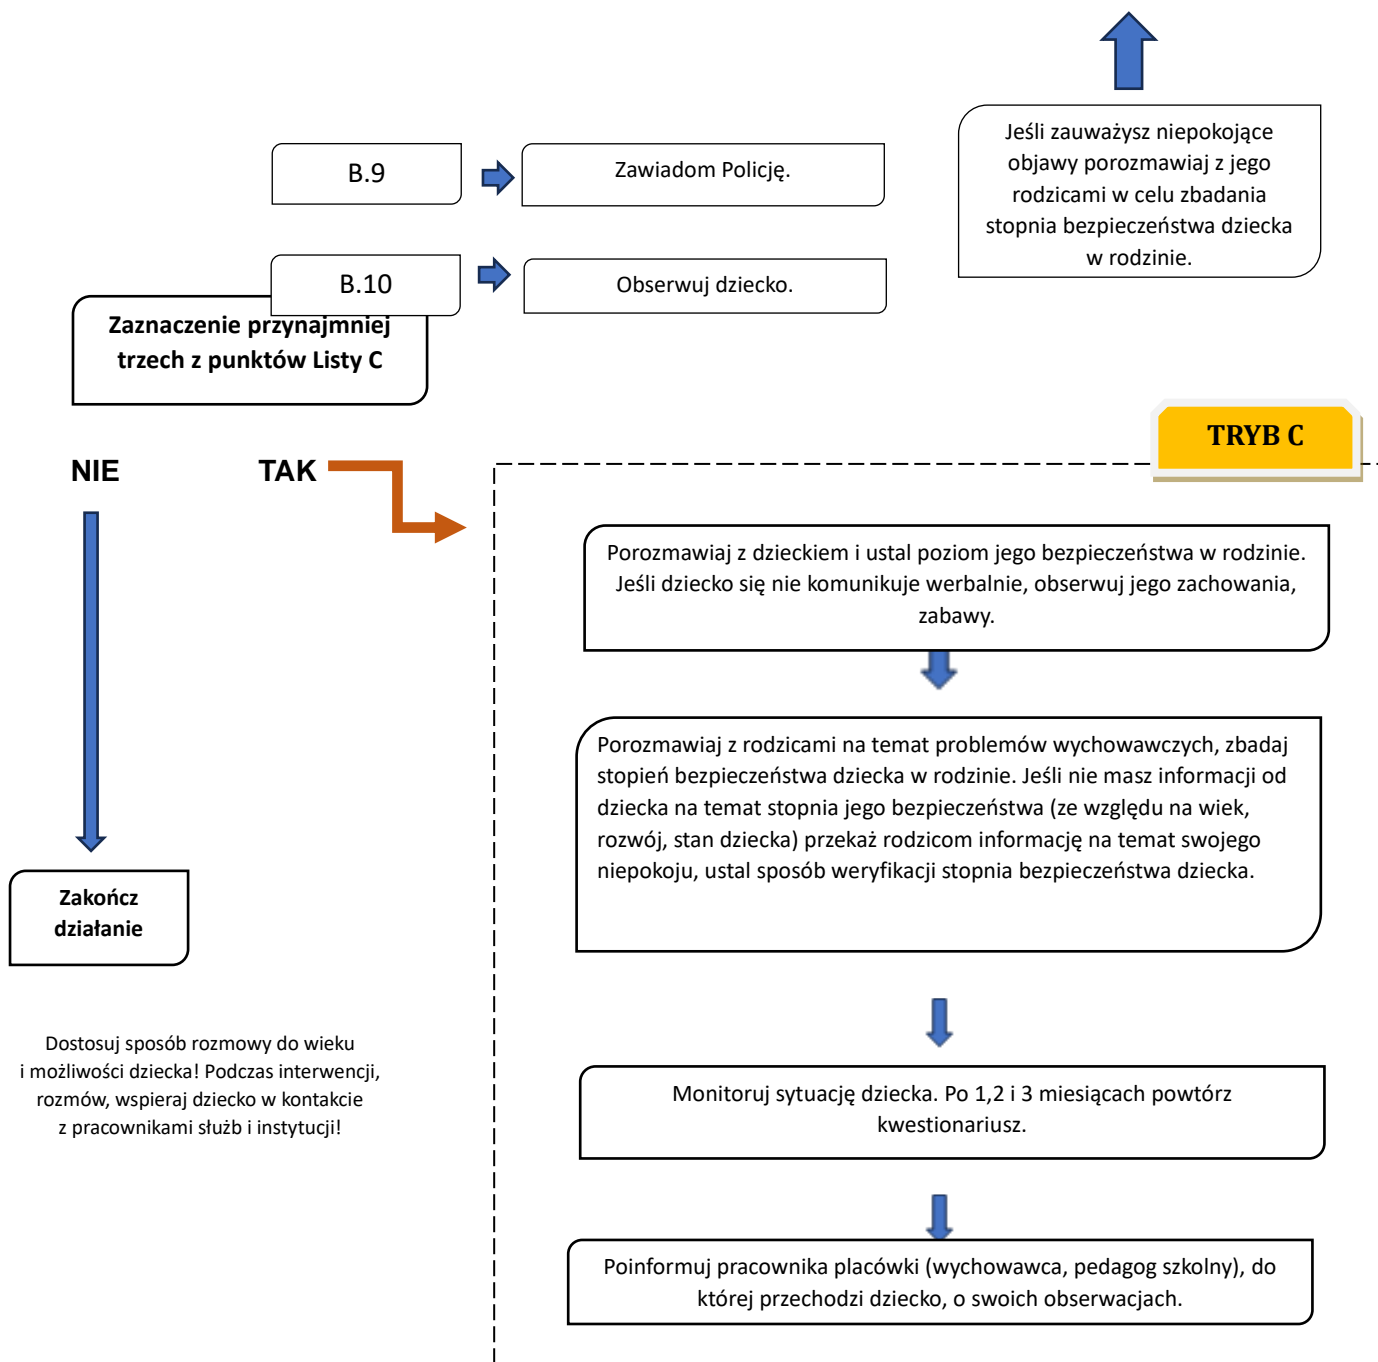 Jeśli zauważysz niepokojące
objawy porozmawiaj z jego
rodzicami w celu zbadania
stopnia bezpieczeństwa dziecka
w rodzinie.
B.9
Zawiadom Policję.
B.10
Obserwuj dziecko.
Zaznaczenie przynajmniej
trzech z punktów Listy C
TRYB C
NIE
TAK
Porozmawiaj z dzieckiem i ustal poziom jego bezpieczeństwa w rodzinie.
Jeśli dziecko się nie komunikuje werbalnie, obserwuj jego zachowania,
zabawy.
Porozmawiaj z rodzicami na temat problemów wychowawczych, zbadaj
stopień bezpieczeństwa dziecka w rodzinie. Jeśli nie masz informacji od
dziecka na temat stopnia jego bezpieczeństwa (ze względu na wiek,
rozwój, stan dziecka) przekaż rodzicom informację na temat swojego
niepokoju, ustal sposób weryfikacji stopnia bezpieczeństwa dziecka.
Zakończ
działanie
Dostosuj sposób rozmowy do wieku
i możliwości dziecka! Podczas interwencji,
rozmów, wspieraj dziecko w kontakcie
z pracownikami służb i instytucji!
Monitoruj sytuację dziecka. Po 1,2 i 3 miesiącach powtórz
kwestionariusz.
Poinformuj pracownika placówki (wychowawca, pedagog szkolny), do
której przechodzi dziecko, o swoich obserwacjach.